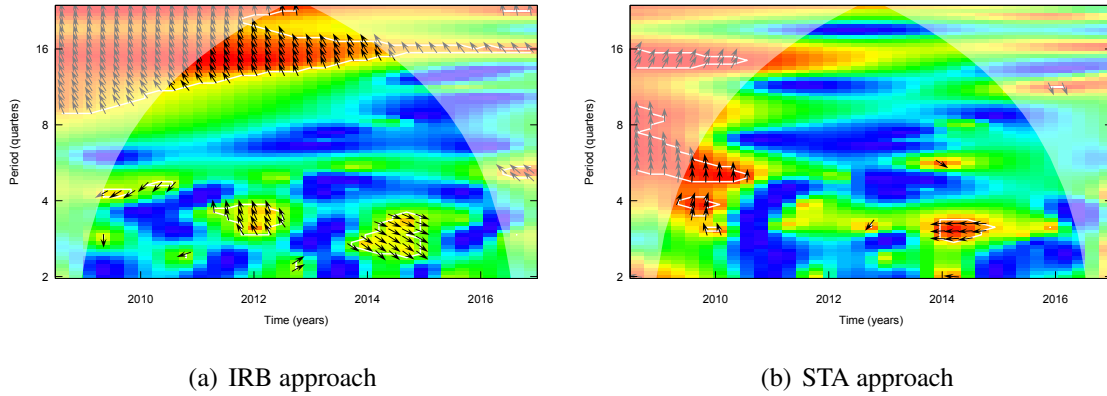 Period (quarters)
16
8
4
2
2010
2012
2014
2016
Time (years)
(a) IRB approach
Period (quarters)
16
8
4
2
2010
2012
2014
2016
Time (years)
(b) STA approach